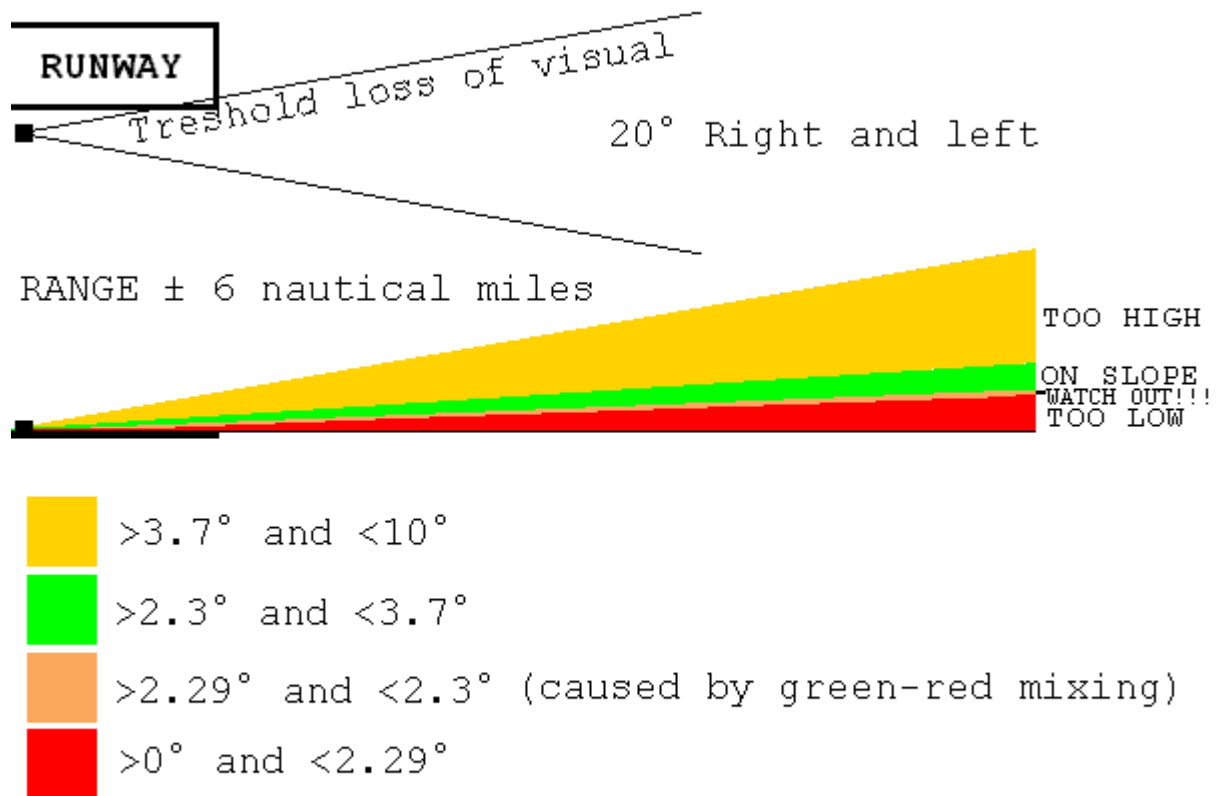 RUNWAY
Treshold loss of visual
20° Right and left
RANGE ± 6 nautical miles
TOO HIGH
ON SLOPE
WATCH OUT!!!
TOO LOW
>3.7° and <10°
>2.3° and <3.7°
>2.29° and <2.3° (caused by green-red mixing)
>0° and <2.29°